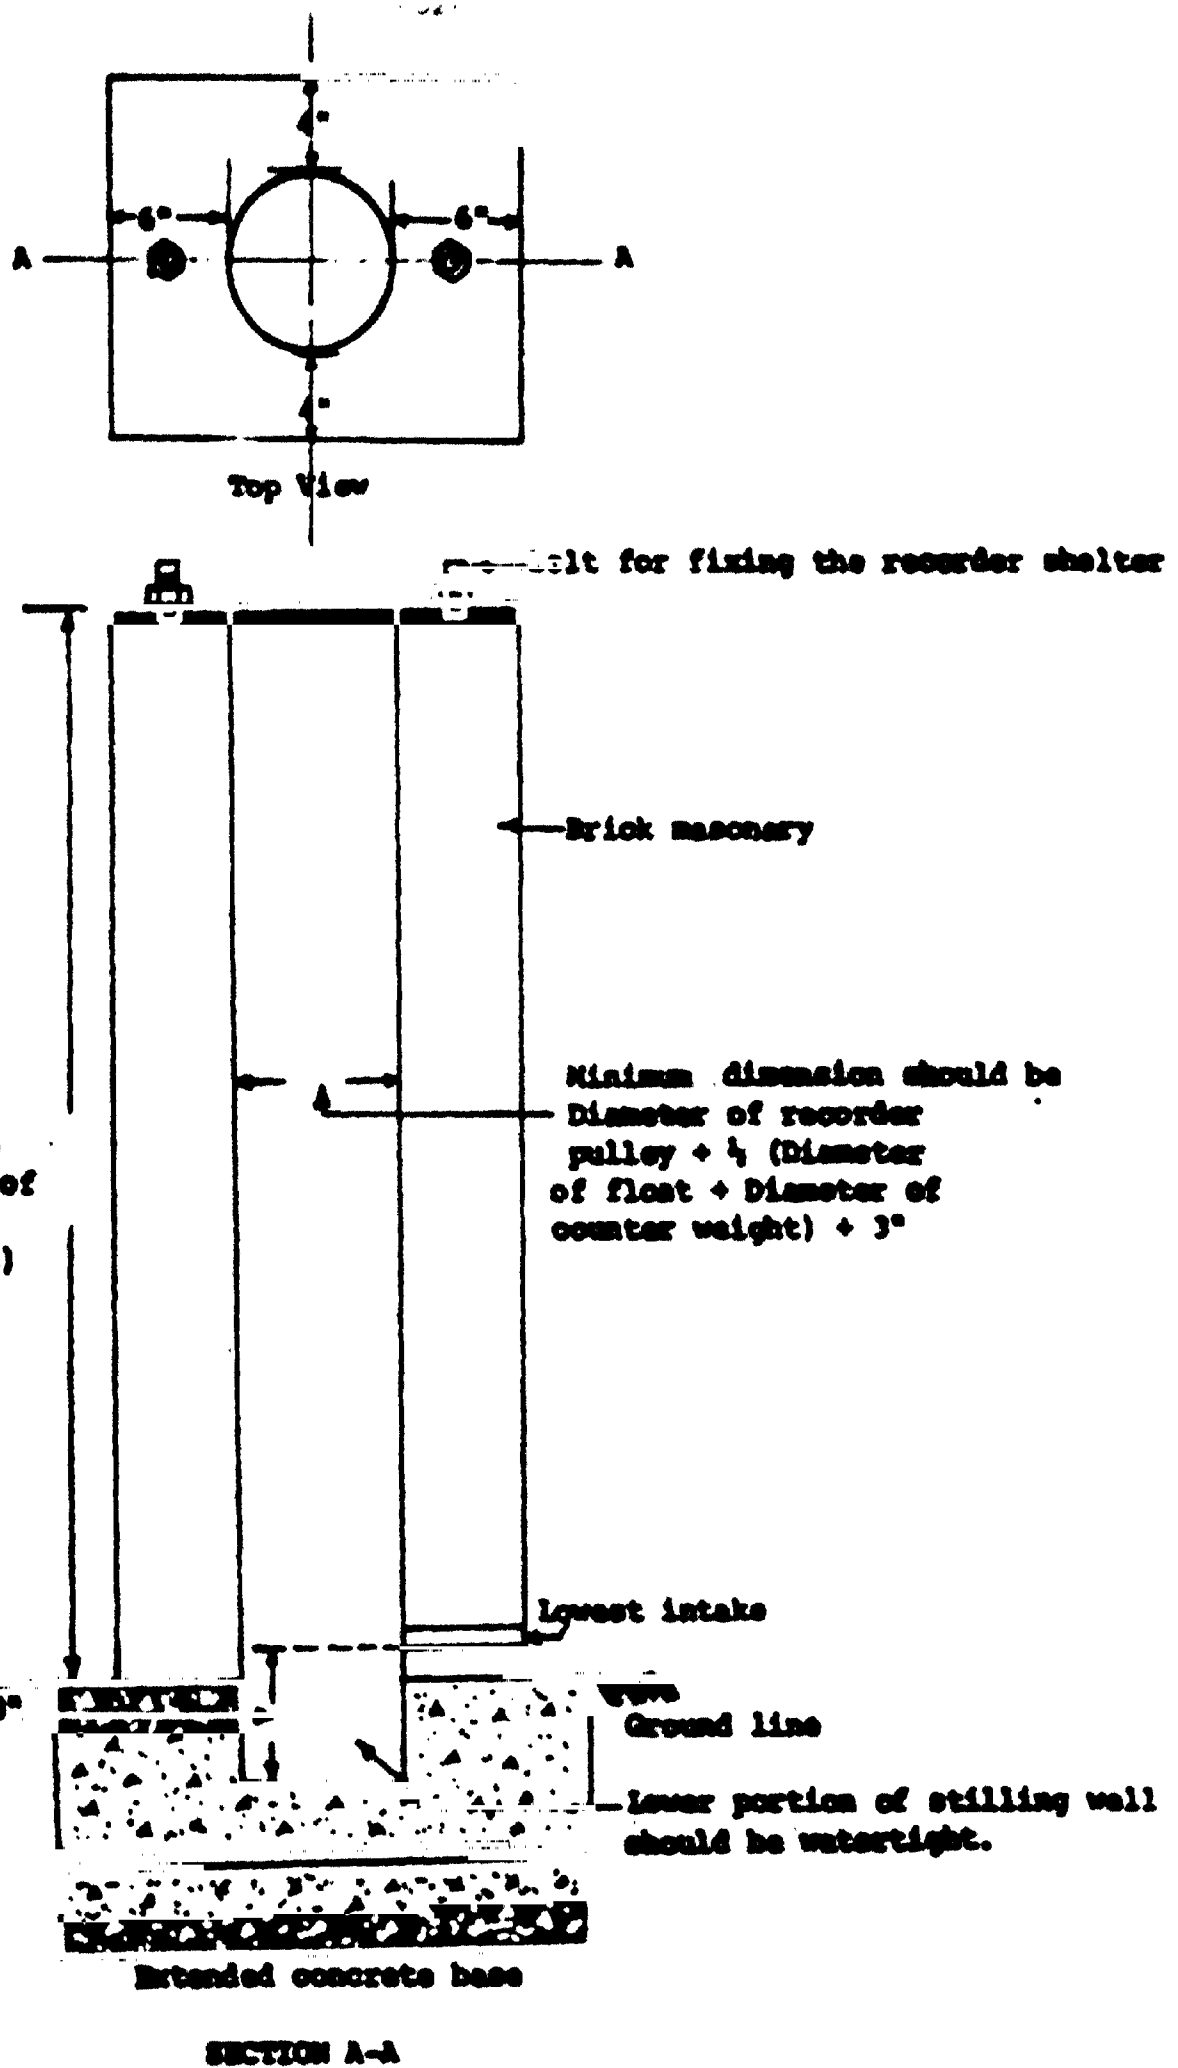 4"
6" 6"
A A
4"
Top View
lt for fixing the recorder shelter
Brick masonary
Minimum dimension should be
Diameter of recorder
pulley + ½ (Diameter
of float + Diameter of
counter weight) + 3"
of
)
Lowest intake
Ground line
Lower portion of stilling well
should be watertight.
Extended concrete base
SECTION A-A